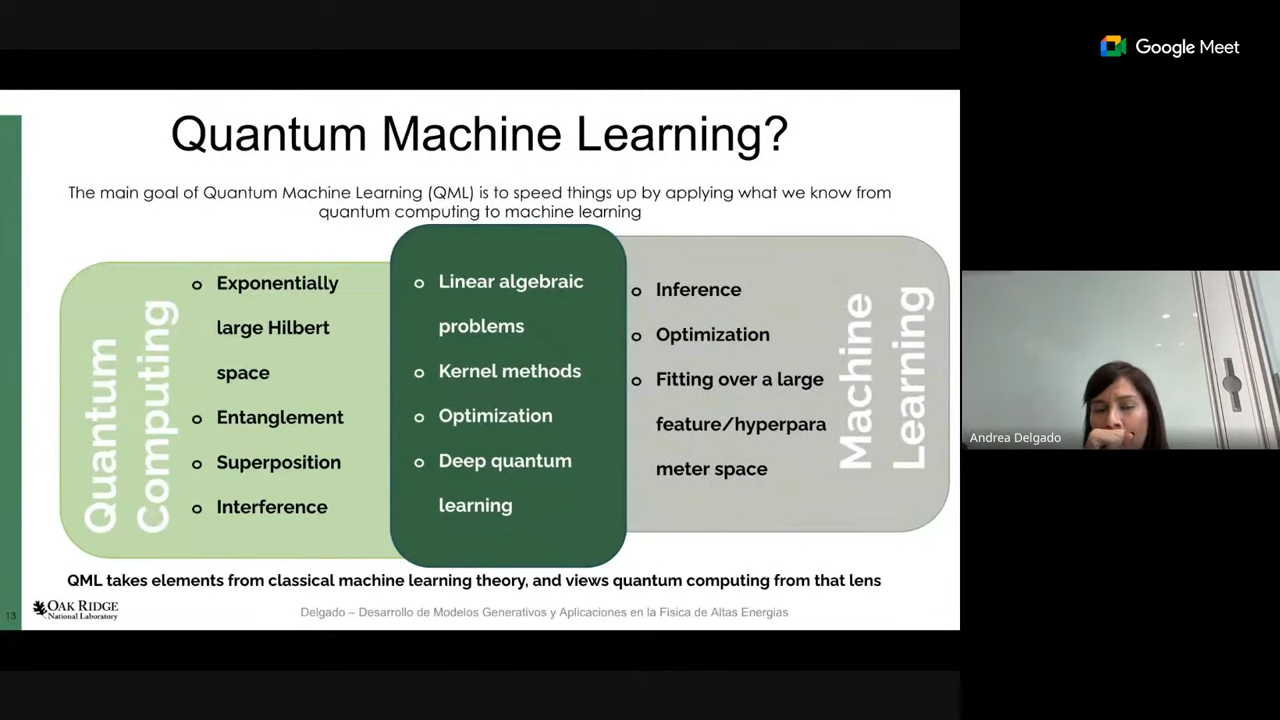 Google Meet
Quantum Machine Learning?
The main goal of Quantum Machine Learning (QML) is to speed things up by applying what we know from
quantum computing to machine learning
Quantum
Computing
Exponentially
large Hilbert
space
Entanglement
Superposition
Interference
Linear algebraic
problems
Kernel methods
Optimization
Deep quantum
learning
Inference
Optimization
Fitting over a large
feature/hyperpara
meter space
Machine
Learning
QML takes elements from classical machine learning theory, and views quantum computing from that lens
13
OAK RIDGE
National Laboratory
Delgado – Desarrollo de Modelos Generativos y Aplicaciones en la Fisica de Altas Energias
Andrea Delgado